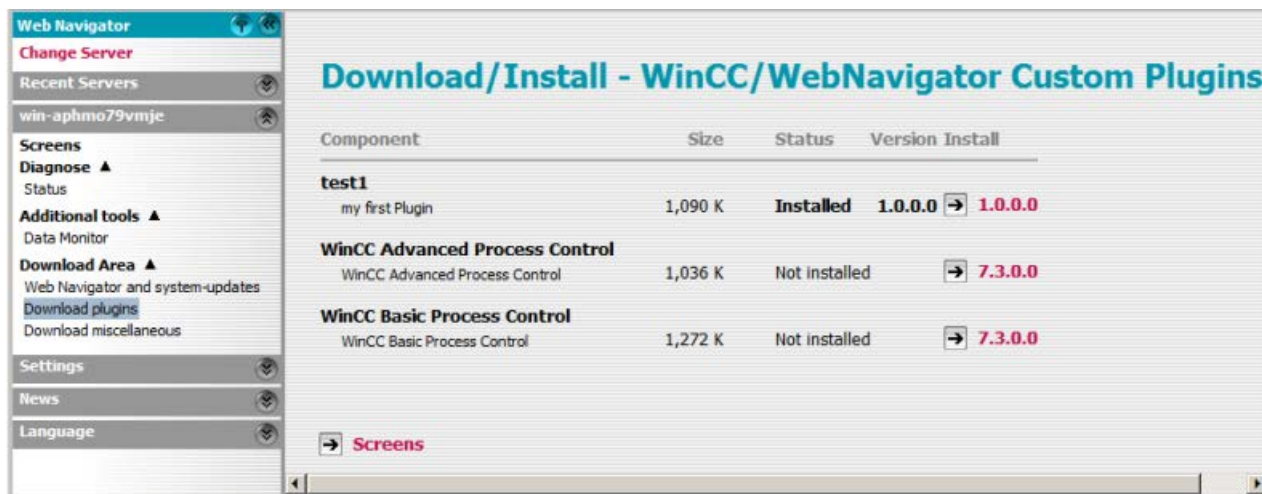 Web Navigator
Change Server
Recent Servers
win-aphmo79vmje
Screens
Diagnose ▲
Status
Additional tools ▲
Data Monitor
Download Area ▲
Web Navigator and system-updates
Download plugins
Download miscellaneous
Settings
News
Language
Download/Install - WinCC/WebNavigator Custom Plugins
Component Size Status Version Install
test1
my first Plugin 1,090 K Installed 1.0.0.0 1.0.0.0
WinCC Advanced Process Control
WinCC Advanced Process Control 1,036 K Not installed 7.3.0.0
WinCC Basic Process Control
WinCC Basic Process Control 1,272 K Not installed 7.3.0.0
Screens